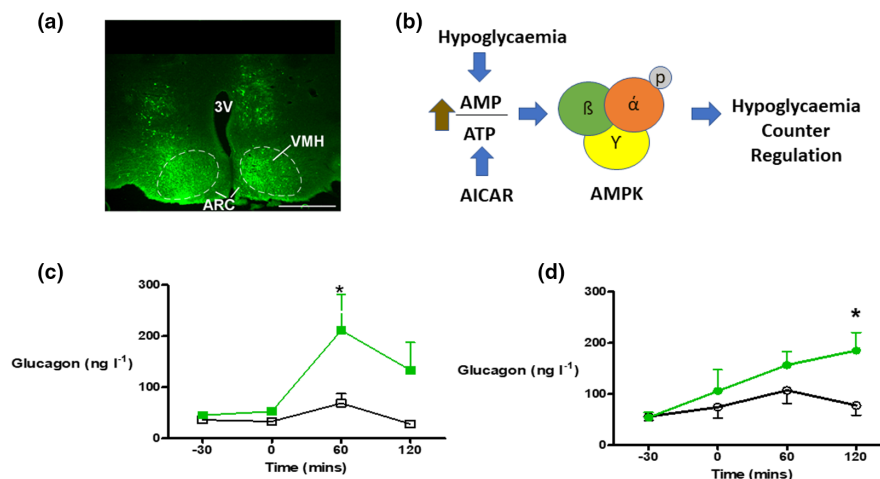 (a)
3V
VMH
ARC
(b)
Hypoglycaemia
AMP
ATP
AICAR
ß
ά
p
ϒ
AMPK
Hypoglycaemia
Counter
Regulation
(c)
300
200
100
0
Glucagon (ng l⁻¹)
*
-30
0
60
120
Time (mins)
(d)
300
200
100
0
Glucagon (ng l⁻¹)
*
-30
0
60
120
Time (mins)